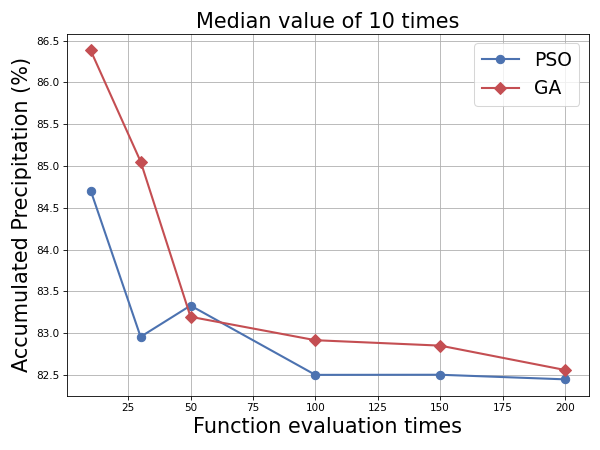 Median value of 10 times
PSO
GA
Accumulated Precipitation (%)
86.5
86.0
85.5
85.0
84.5
84.0
83.5
83.0
82.5
25 50 75 100 125 150 175 200
Function evaluation times